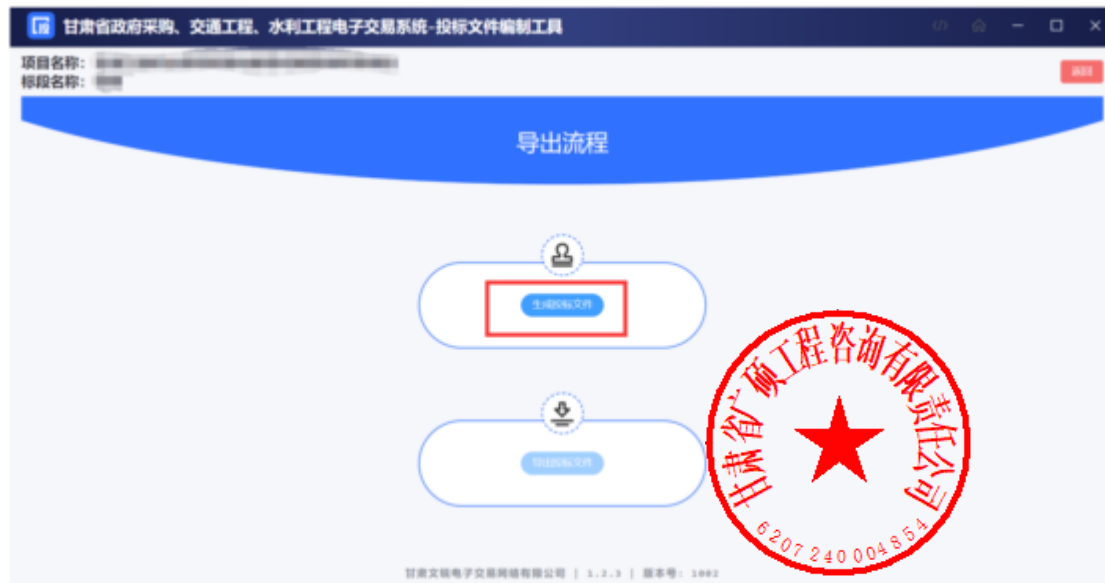 甘肃省政府采购、交通工程、水利工程电子交易系统-投标文件编制工具
项目名称：
标段名称：
返回
导出流程
生成投标文件
导出投标文件
甘肃省广硕工程咨询有限责任公司
6207240004854
甘肃文锐电子交易网络有限公司 | 1.2.3 | 版本号: 1002